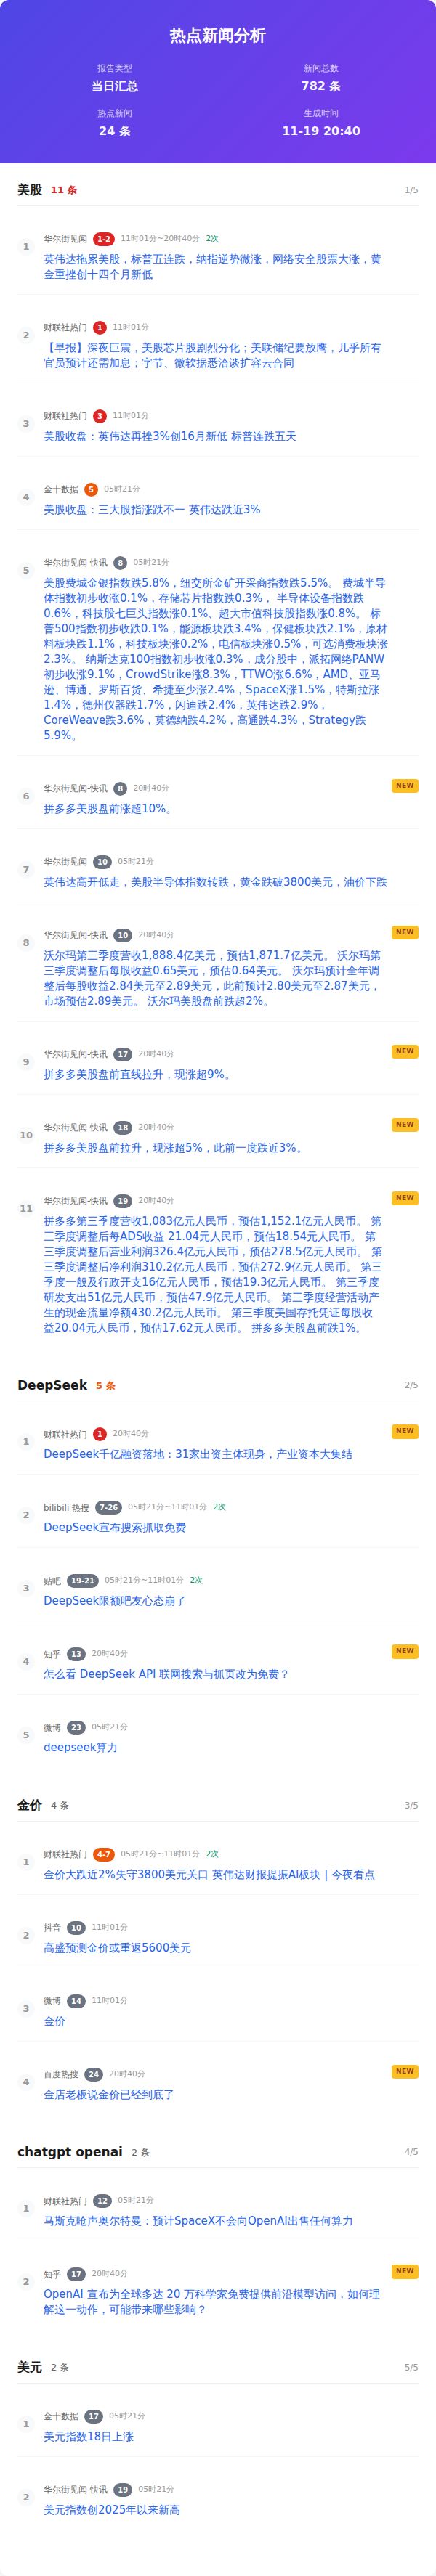 热点新闻分析
报告类型
当日汇总
新闻总数
782 条
热点新闻
24 条
生成时间
11-19 20:40
美股 11 条 1/5
1 华尔街见闻 1-2 11时01分~20时40分 2次
英伟达拖累美股，标普五连跌，纳指逆势微涨，网络安全股票大涨，黄
金重挫创十四个月新低
2 财联社热门 1 11时01分
【早报】深夜巨震，美股芯片股剧烈分化；美联储纪要放鹰，几乎所有
官员预计还需加息；字节、微软据悉洽谈扩容云合同
3 财联社热门 3 11时01分
美股收盘：英伟达再挫3%创16月新低 标普连跌五天
4 金十数据 5 05时21分
美股收盘：三大股指涨跌不一 英伟达跌近3%
5 华尔街见闻-快讯 8 05时21分
美股费城金银指数跌5.8%，纽交所金矿开采商指数跌5.5%。 费城半导
体指数初步收涨0.1%，存储芯片指数跌0.3%， 半导体设备指数跌
0.6%，科技股七巨头指数涨0.1%、超大市值科技股指数涨0.8%。 标
普500指数初步收跌0.1%，能源板块跌3.4%，保健板块跌2.1%，原材
料板块跌1.1%，科技板块涨0.2%，电信板块涨0.5%，可选消费板块涨
2.3%。 纳斯达克100指数初步收涨0.3%，成分股中，派拓网络PANW
初步收涨9.1%，CrowdStrike涨8.3%，TTWO涨6.6%，AMD、亚马
逊、博通、罗斯百货、希捷至少涨2.4%，SpaceX涨1.5%，特斯拉涨
1.4%，德州仪器跌1.7%，闪迪跌2.4%，英伟达跌2.9%，
CoreWeave跌3.6%，莫德纳跌4.2%，高通跌4.3%，Strategy跌
5.9%。
6 华尔街见闻-快讯 8 20时40分 NEW
拼多多美股盘前涨超10%。
7 华尔街见闻 10 05时21分
英伟达高开低走，美股半导体指数转跌，黄金跌破3800美元，油价下跌
8 华尔街见闻-快讯 10 20时40分 NEW
沃尔玛第三季度营收1,888.4亿美元，预估1,871.7亿美元。 沃尔玛第
三季度调整后每股收益0.65美元，预估0.64美元。 沃尔玛预计全年调
整后每股收益2.84美元至2.89美元，此前预计2.80美元至2.87美元，
市场预估2.89美元。 沃尔玛美股盘前跌超2%。
9 华尔街见闻-快讯 17 20时40分 NEW
拼多多美股盘前直线拉升，现涨超9%。
10 华尔街见闻-快讯 18 20时40分 NEW
拼多多美股盘前拉升，现涨超5%，此前一度跌近3%。
11 华尔街见闻-快讯 19 20时40分 NEW
拼多多第三季度营收1,083亿元人民币，预估1,152.1亿元人民币。 第
三季度调整后每ADS收益 21.04元人民币，预估18.54元人民币。 第
三季度调整后营业利润326.4亿元人民币，预估278.5亿元人民币。 第
三季度调整后净利润310.2亿元人民币，预估272.9亿元人民币。 第三
季度一般及行政开支16亿元人民币，预估19.3亿元人民币。 第三季度
研发支出51亿元人民币，预估47.9亿元人民币。 第三季度经营活动产
生的现金流量净额430.2亿元人民币。 第三季度美国存托凭证每股收
益20.04元人民币，预估17.62元人民币。 拼多多美股盘前跌1%。
DeepSeek 5 条 2/5
1 财联社热门 1 20时40分 NEW
DeepSeek千亿融资落地：31家出资主体现身，产业资本大集结
2 bilibili 热搜 7-26 05时21分~11时01分 2次
DeepSeek宣布搜索抓取免费
3 贴吧 19-21 05时21分~11时01分 2次
DeepSeek限额吧友心态崩了
4 知乎 13 20时40分 NEW
怎么看 DeepSeek API 联网搜索与抓页改为免费？
5 微博 23 05时21分
deepseek算力
金价 4 条 3/5
1 财联社热门 4-7 05时21分~11时01分 2次
金价大跌近2%失守3800美元关口 英伟达财报提振AI板块 | 今夜看点
2 抖音 10 11时01分
高盛预测金价或重返5600美元
3 微博 14 11时01分
金价
4 百度热搜 24 20时40分 NEW
金店老板说金价已经到底了
chatgpt openai 2 条 4/5
1 财联社热门 12 05时21分
马斯克呛声奥尔特曼：预计SpaceX不会向OpenAI出售任何算力
2 知乎 17 20时40分 NEW
OpenAI 宣布为全球多达 20 万科学家免费提供前沿模型访问，如何理
解这一动作，可能带来哪些影响？
美元 2 条 5/5
1 金十数据 17 05时21分
美元指数18日上涨
2 华尔街见闻-快讯 19 05时21分
美元指数创2025年以来新高